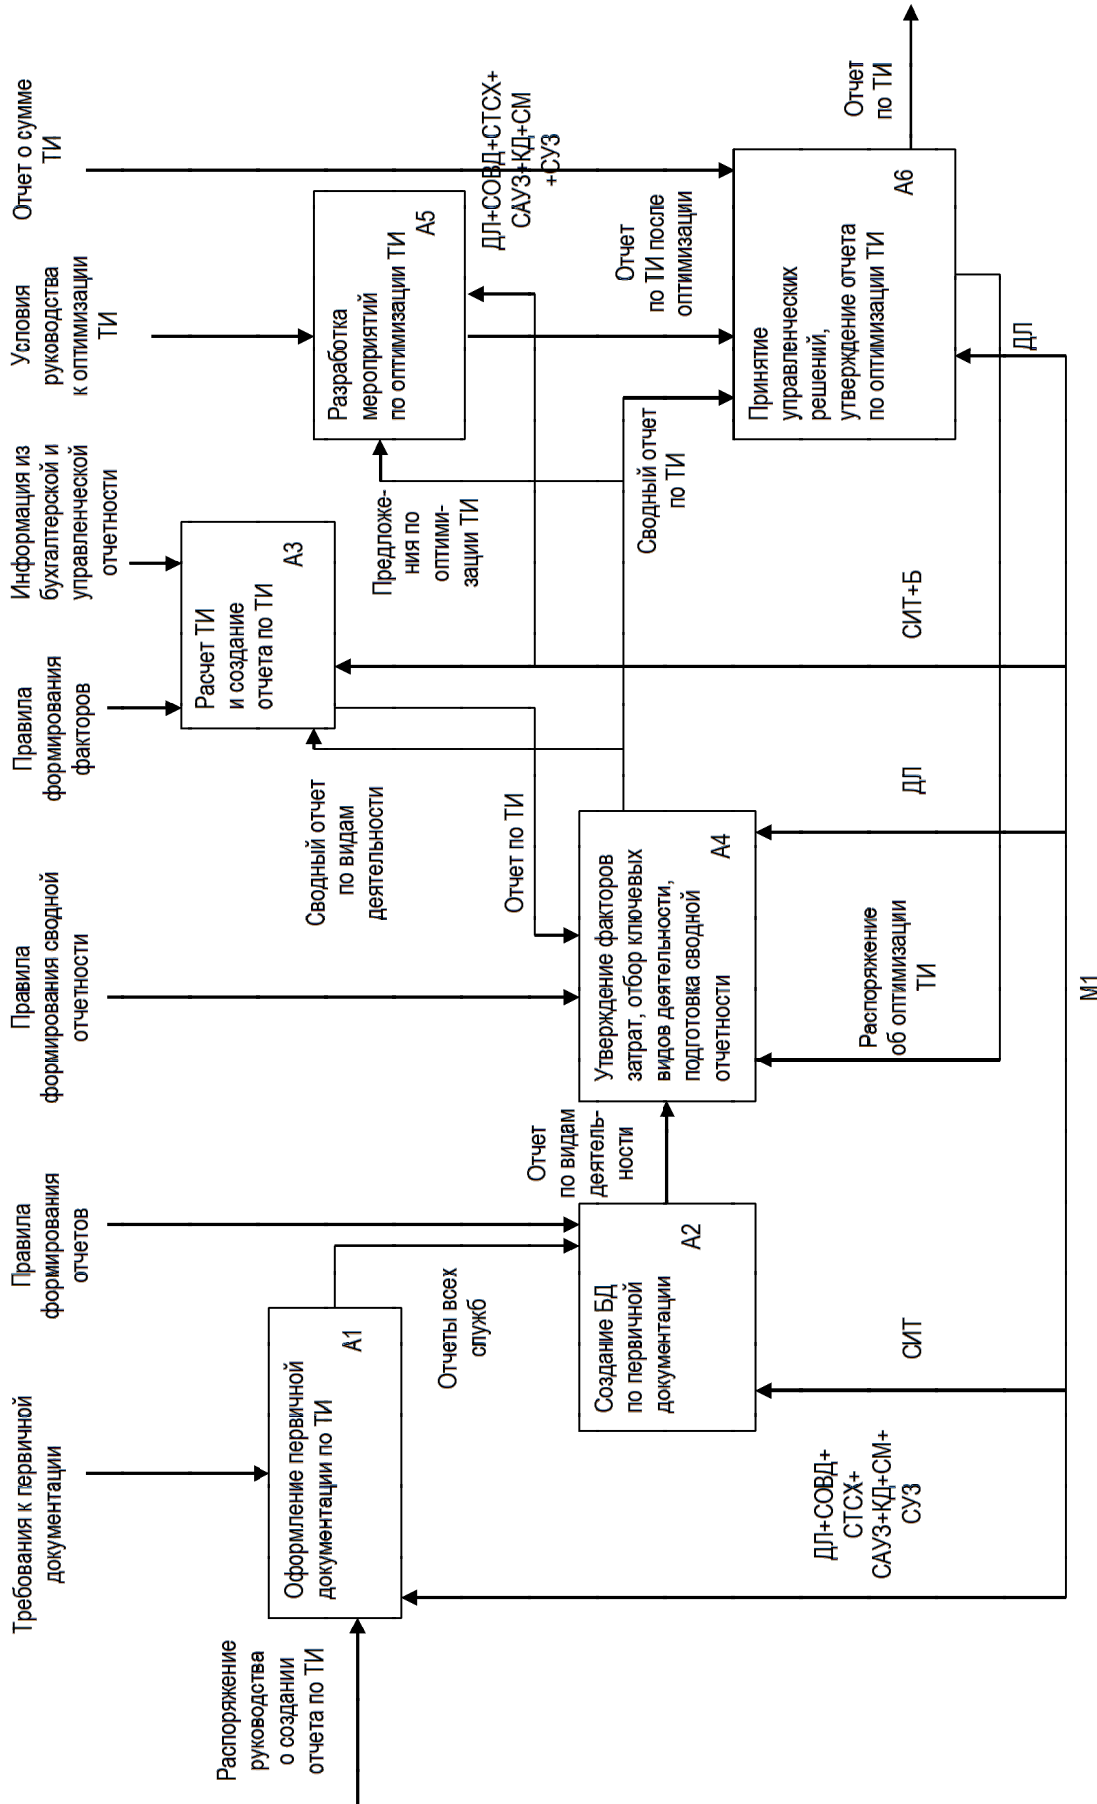 Требования к первичной
документации
Правила
формирования
отчетов
Правила
формирования сводной
отчетности
Правила
формирования
факторов
Информация из
бухгалтерской и
управленческой
отчетности
Условия
руководства
к оптимизации
ТИ
Отчет о сумме
ТИ
Распоряжение
руководства
о создании
отчета по ТИ
Оформление первичной
документации по ТИ
А1
Отчеты всех
служб
Создание БД
по первичной
документации
А2
Отчет
по видам
деятель-
ности
Сводный отчет
по видам
деятельности
Отчет по ТИ
Расчет ТИ
и создание
отчета по ТИ
А3
Утверждение факторов
затрат, отбор ключевых
видов деятельности,
подготовка сводной
отчетности
А4
Предложе-
ния по
оптими-
зации ТИ
Разработка
мероприятий
по оптимизации ТИ
А5
ДЛ+СОВД+СТСХ+
САУЗ+КД+СМ
+СУЗ
Сводный отчет
по ТИ
Отчет
по ТИ после
оптимизации
Принятие
управленческих
решений,
утверждение отчета
по оптимизации ТИ
А6
Отчет
по ТИ
ДЛ+СОВД+
СТСХ+
САУЗ+КД+СМ+
СУЗ
СИТ
Распоряжение
об оптимизации
ТИ
ДЛ
СИТ+Б
ДЛ
М1